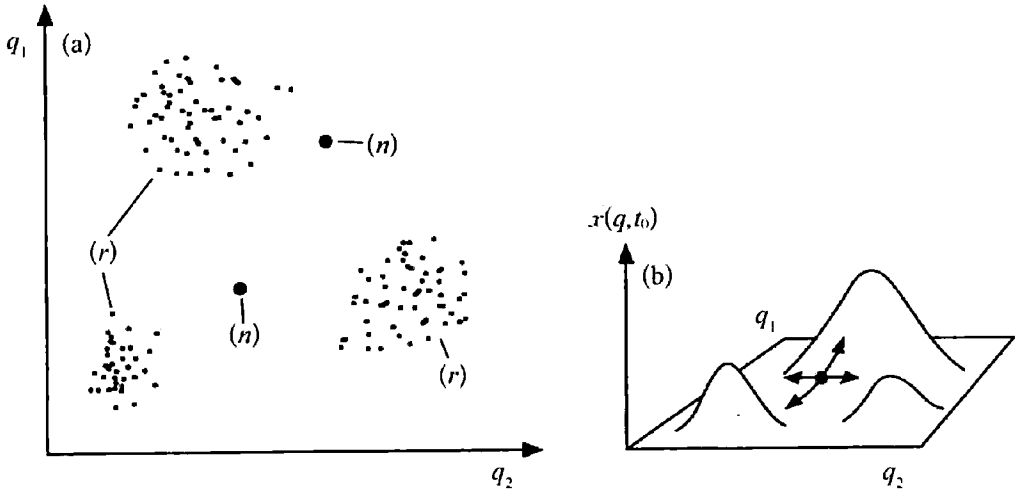 q₁
(a)
(n)
(r)
(n)
(r)
q₂
x(q,t₀)
(b)
q₁
q₂